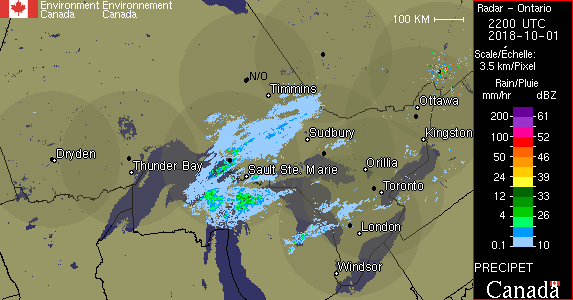 Environment Environnement
Canada Canada
100 KM
N/O
Timmins
Ottawa
Sudbury
Kingston
Dryden
Thunder Bay
Sault Ste. Marie
Orillia
Toronto
London
Windsor
Radar - Ontario
2200 UTC
2018-10-01
Scale/Échelle:
3.5 km/Pixel
Rain/Pluie
mm/hr dBZ
200 61
100 52
50 46
24 39
12 33
4 26
0.1 10
PRECIPET
Canada